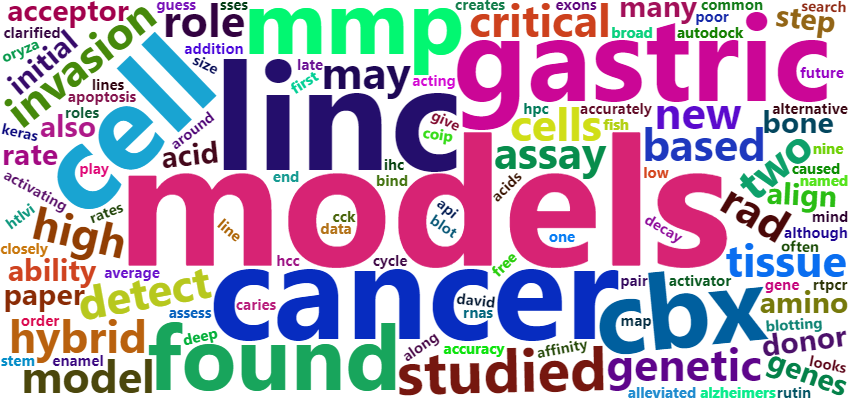 acceptor
guess
sses
role
mmp
creates
exons
many
common
search
clarified
critical
broad
poor
autodock
step
oryza
initial
invasion
addition
size
late
first
may
acting
gastric
future
lines
apoptosis
cell
linc
give
coip
hpc
accurately
new
alternative
keras
also
roles
around
cells
fish
bone
rate
play
acid
ihc
bind
assay
based
nine
activating
end
acids
low
two
caused
named
align
htlvi
rates
models
cck
data
api
blot
one
decay
rad
mind
although
high
line
closely
hcc
cycle
free
often
tissue
ability
average
cancer
pair
activator
gene
rtpcr
paper
detect
caries
david
rnas
cbx
amino
order
assess
map
blotting
hybrid
deep
found
along
accuracy
affinity
donor
looks
stem
enamel
model
studied
genetic
genes
alleviated
alzheimers
rutin